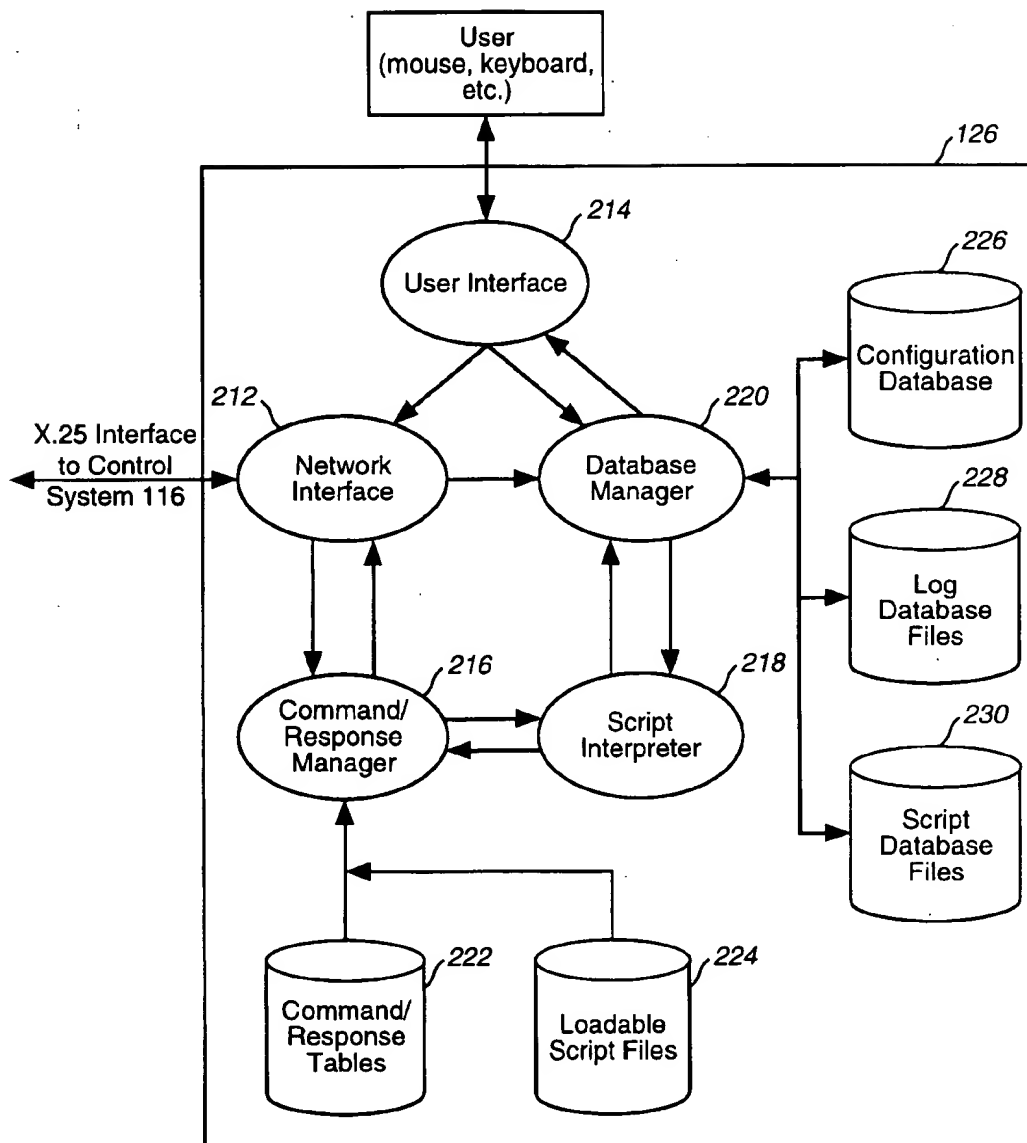 User
(mouse, keyboard,
etc.)
126
214
User Interface
226
Configuration
Database
212
220
X.25 Interface
to Control
System 116
Network
Interface
Database
Manager
228
Log
Database
Files
216
218
Command/
Response
Manager
Script
Interpreter
230
Script
Database
Files
222
224
Command/
Response
Tables
Loadable
Script Files